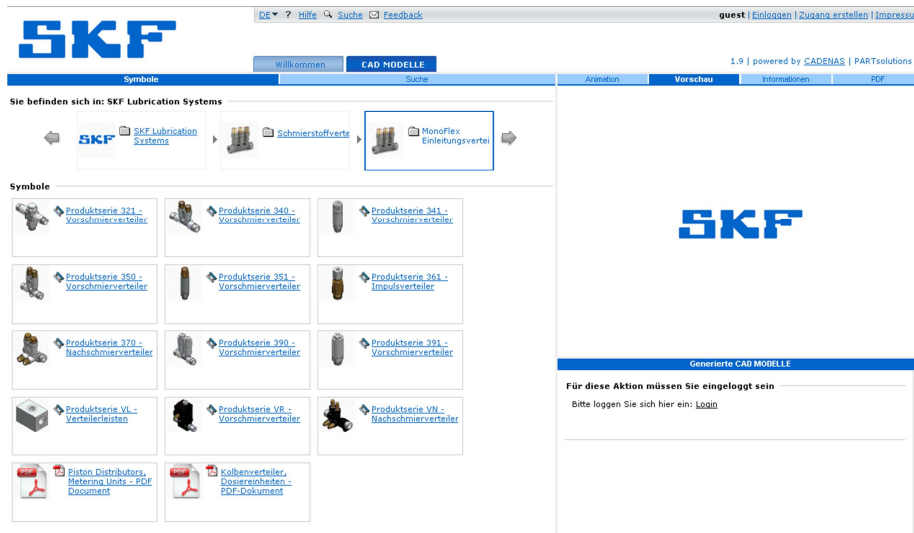 SKF
DE ? Hilfe Suche Feedback
guest | Einloggen | Zugang erstellen | Impressu
Willkommen CAD MODELLE
1.9 | powered by CADENAS | PARTsolutions
Symbole Suche Animation Vorschau Informationen PDF
Sie befinden sich in: SKF Lubrication Systems
SKF
SKF Lubrication
Systems
Schmierstoffverte
MonoFlex
Einleitungsvertei
Symbole
Produktserie 321 -
Vorschmierverteiler
Produktserie 340 -
Vorschmierverteiler
Produktserie 341 -
Vorschmierverteiler
Produktserie 350 -
Vorschmierverteiler
Produktserie 351 -
Vorschmierverteiler
Produktserie 361 -
Impulsverteiler
Produktserie 370 -
Nachschmierverteiler
Produktserie 390 -
Vorschmierverteiler
Produktserie 391 -
Vorschmierverteiler
Produktserie VL -
Verteilerleisten
Produktserie VR -
Vorschmierverteiler
Produktserie VN -
Nachschmierverteiler
PDF
Piston Distributors,
Metering Units - PDF
Document
PDF
Kolbenverteiler,
Dosiereinheiten -
PDF-Dokument
SKF
Generierte CAD MODELLE
Für diese Aktion müssen Sie eingeloggt sein
Bitte loggen Sie sich hier ein: Login